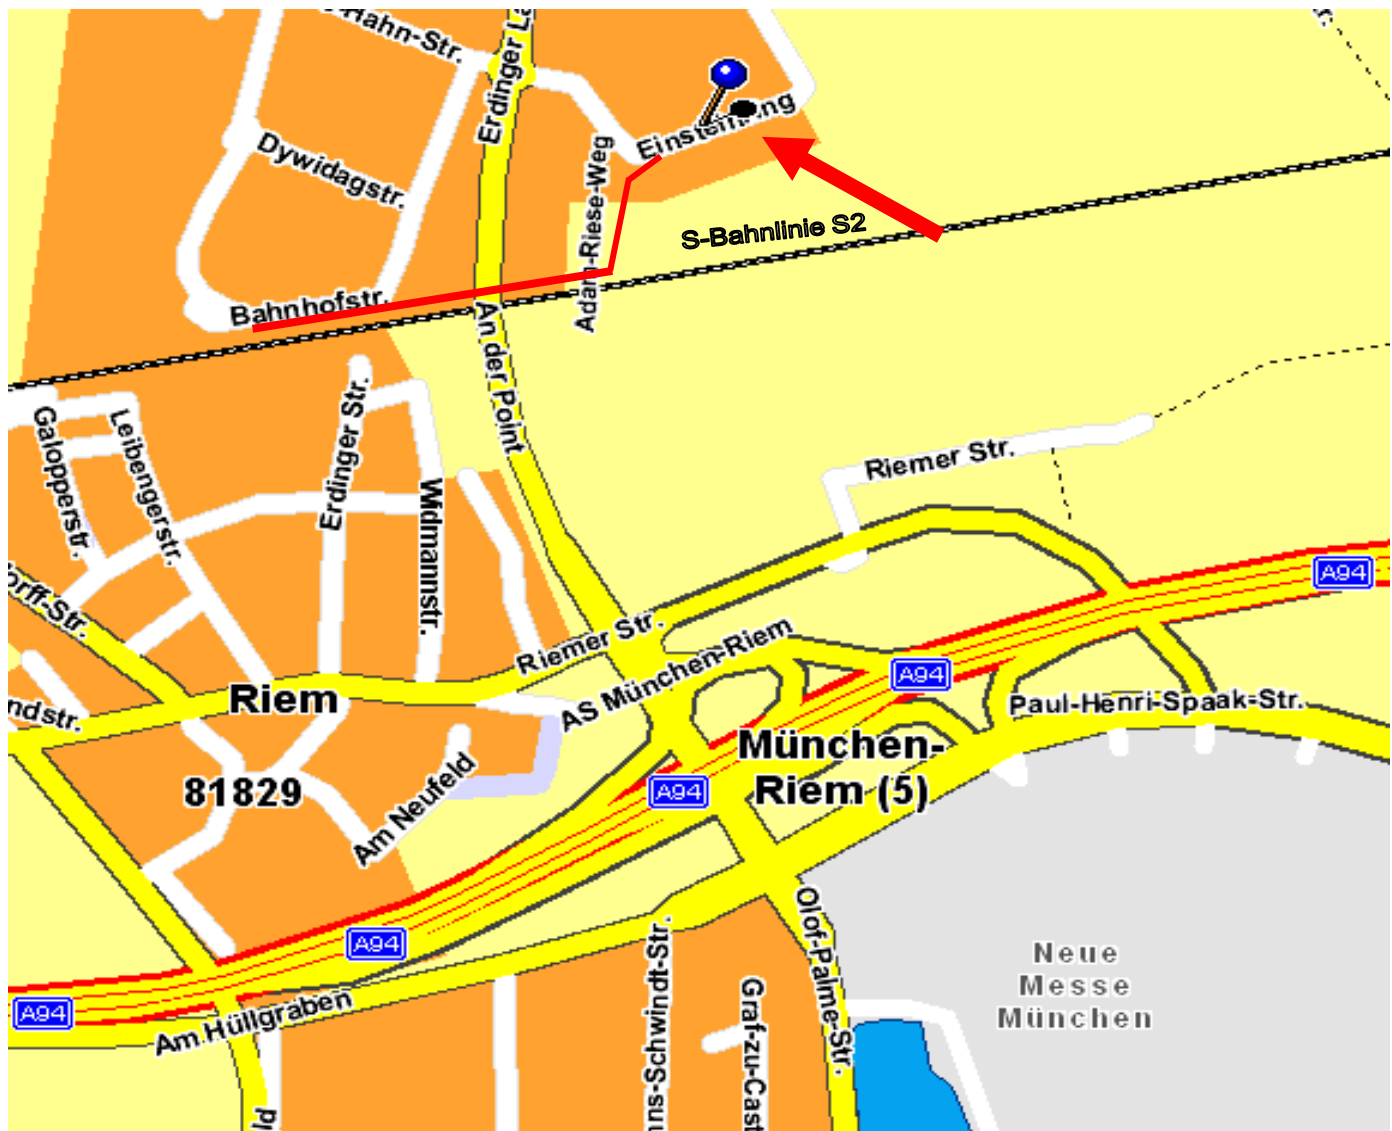 -Hahn-Str.
Erdinger La
Einsteinring
Dywidagstr.
Adam-Riese-Weg
S-Bahnlinie S2
Bahnhofstr.
An der Point
Galopperstr.
Leibengerstr.
Erdinger Str.
Widmannstr.
Riemer Str.
A94
orff-Str.
Riemer Str.
AS München-Riem
A94
Riem
ndstr.
Paul-Henri-Spaak-Str.
München-
Riem (5)
81829
A94
Am Neufeld
A94
Olof-Palme-Str.
Neue
Messe
München
A94
Am Hüllgraben
ns-Schwindt-Str.
Graf-zu-Cast
ld